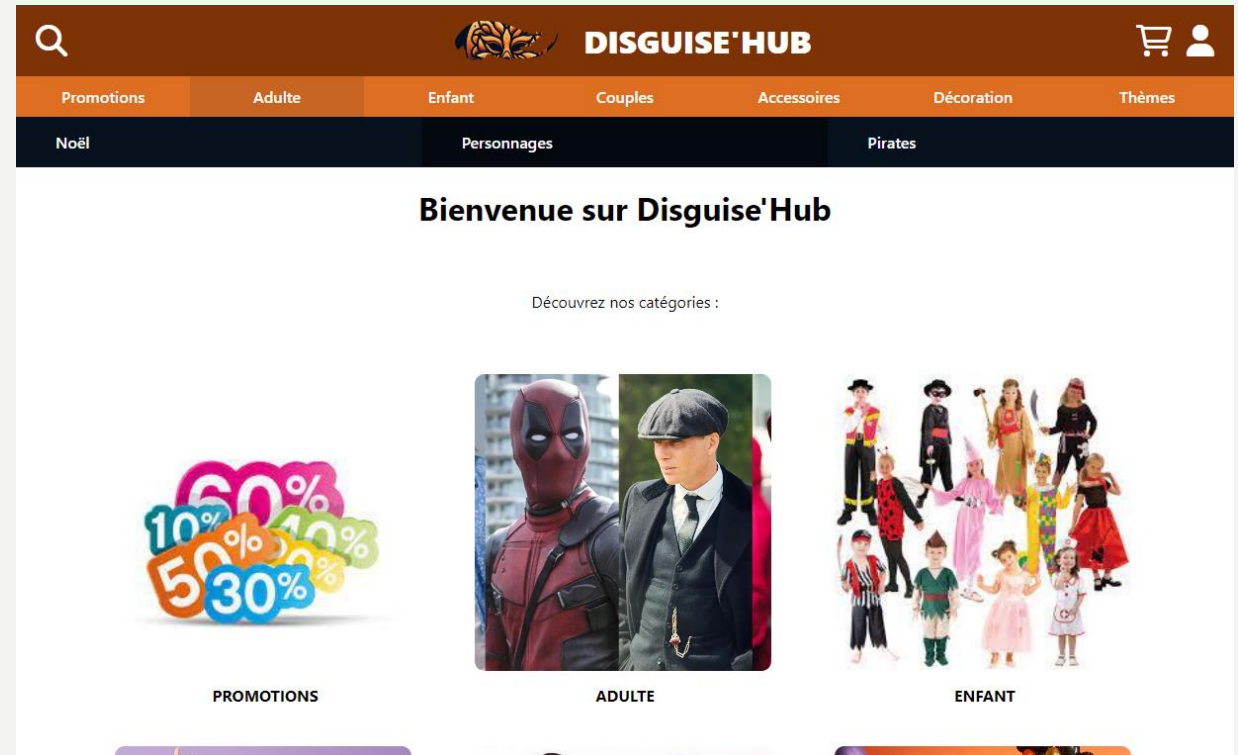 DISGUISE'HUB
Promotions Adulte Enfant Couples Accessoires Décoration Thèmes
Noël Personnages Pirates
Bienvenue sur Disguise'Hub
Découvrez nos catégories :
60%
10%
50%
30%
PROMOTIONS ADULTE ENFANT